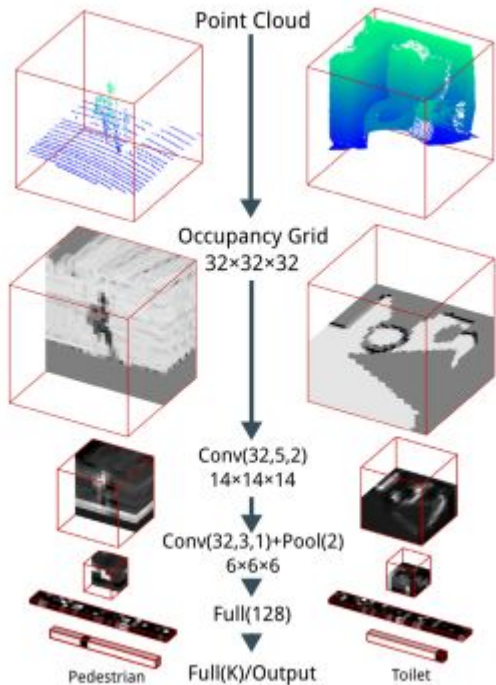 Point Cloud
Occupancy Grid
32×32×32
Conv(32,5,2)
14×14×14
Conv(32,3,1)+Pool(2)
6×6×6
Full(128)
Full(K)/Output
Pedestrian
Toilet